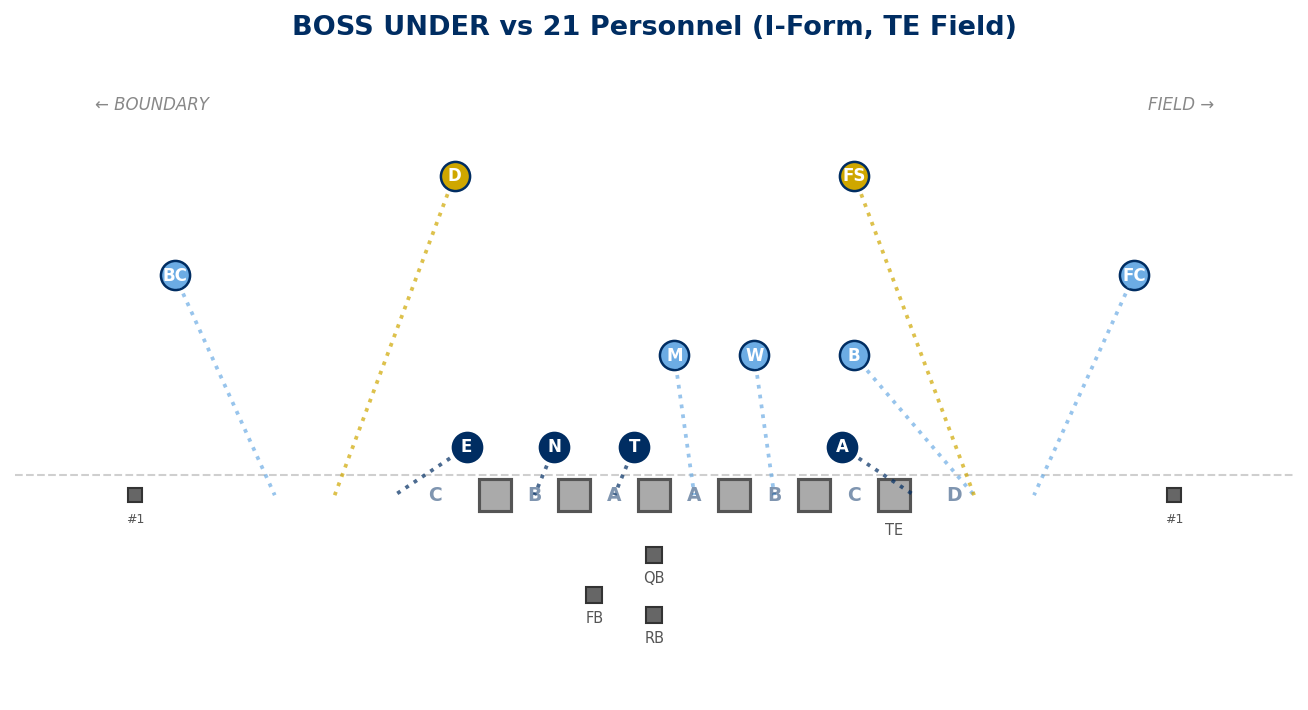 BOSS UNDER vs 21 Personnel (I-Form, TE Field)
← BOUNDARY
FIELD →
D
FS
BC
FC
M
W
B
E
N
T
A
C
B
A
A
B
C
D
#1
#1
TE
QB
FB
RB